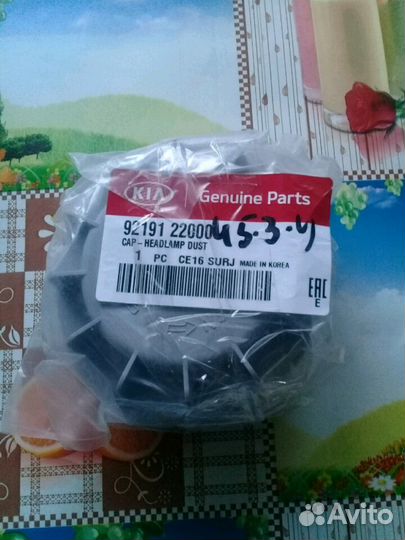 KIA
Genuine Parts
92191 22000
45-3-4
CAP-HEADLAMP DUST
1 PC CE16 SURJ MADE IN KOREA
EAC
E
Avito